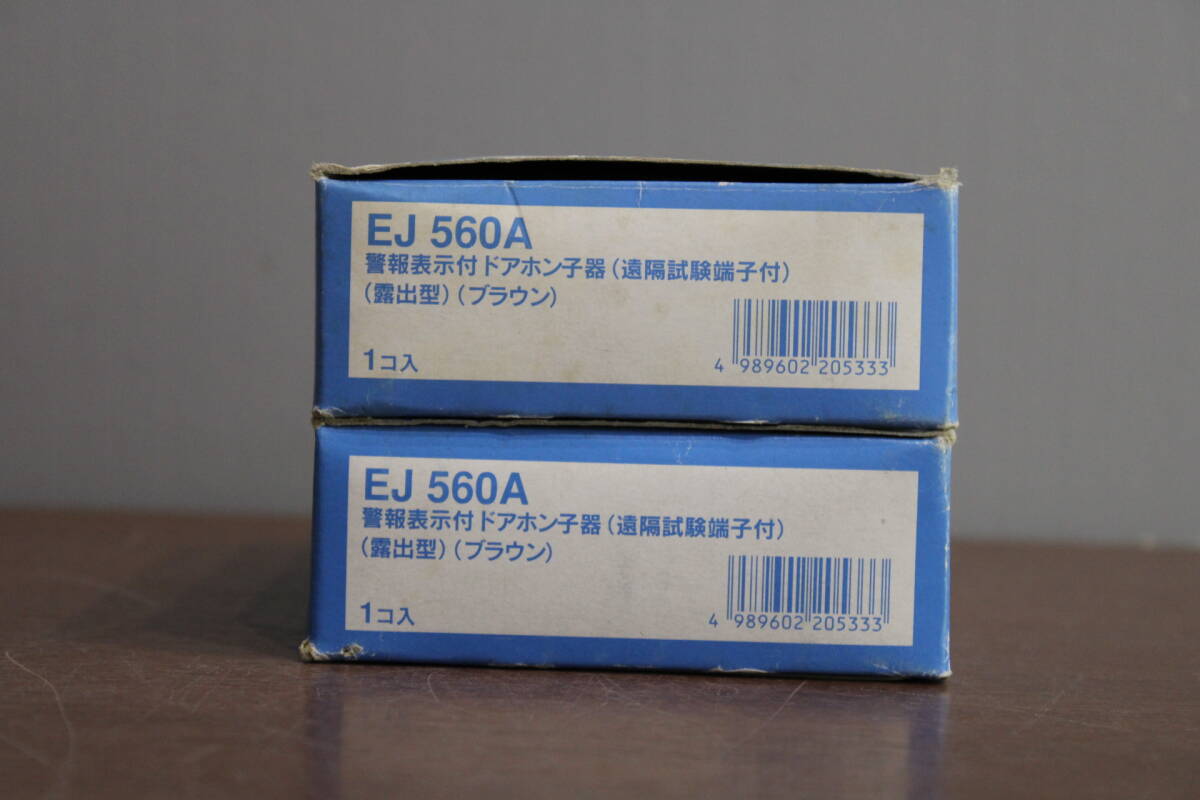 EJ 560A
警報表示付ドアホン子器(遠隔試験端子付)
(露出型)(ブラウン)
1コ入
4 989602 205333
EJ 560A
警報表示付ドアホン子器(遠隔試験端子付)
(露出型)(ブラウン)
1コ入
4 989602 205333